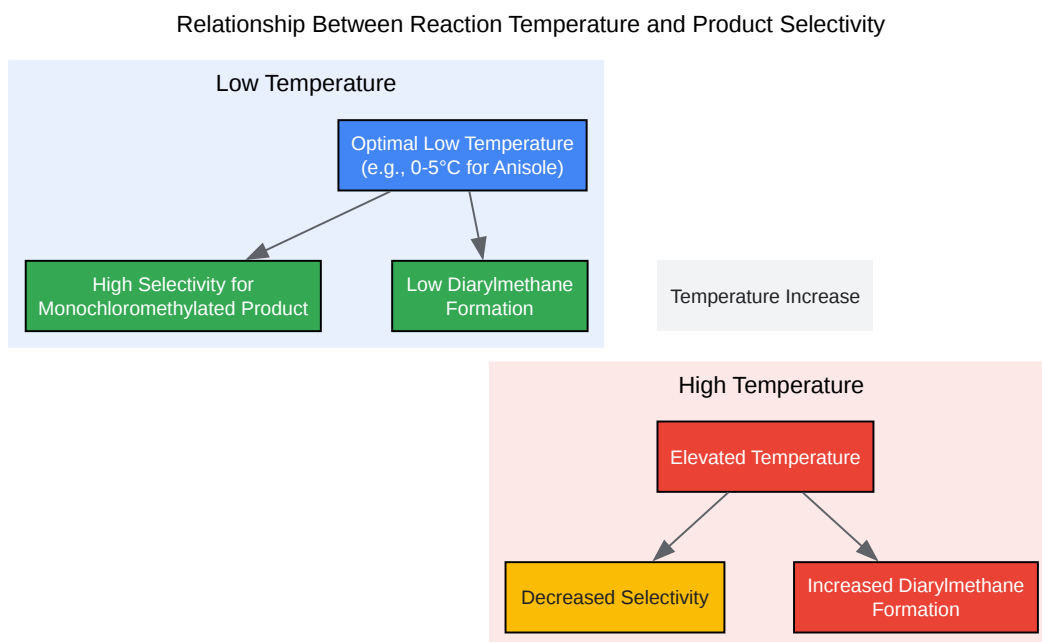 Relationship Between Reaction Temperature and Product Selectivity
Low Temperature
Optimal Low Temperature
(e.g., 0-5°C for Anisole)
High Selectivity for
Monochloromethylated Product
Low Diarylmethane
Formation
Temperature Increase
High Temperature
Elevated Temperature
Decreased Selectivity
Increased Diarylmethane
Formation